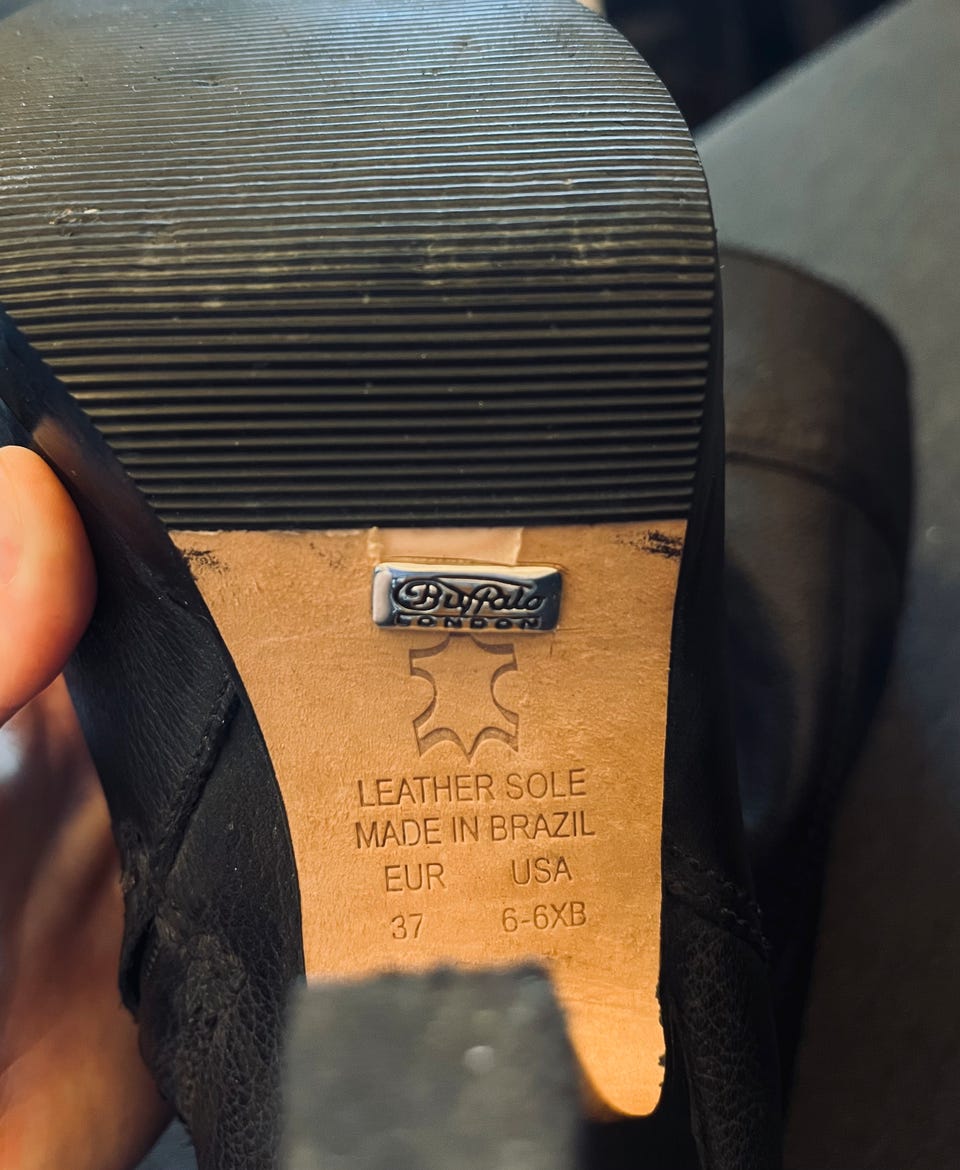 Buffalo
LONDON
LEATHER SOLE
MADE IN BRAZIL
EUR USA
37 6-6XB